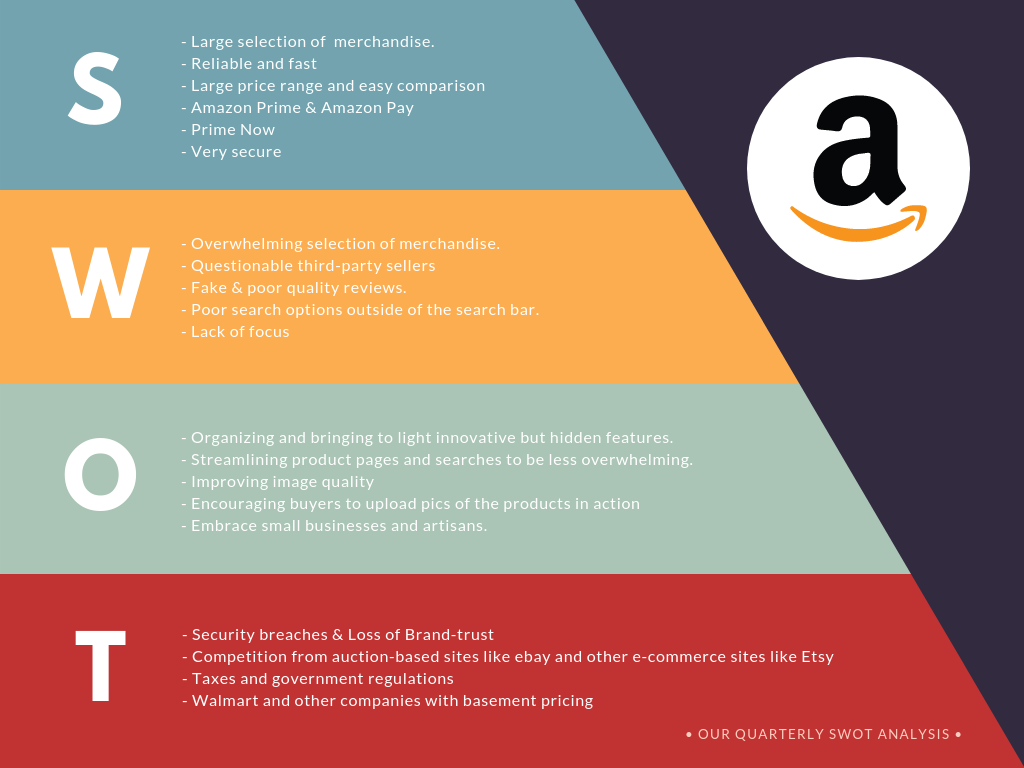 S
- Large selection of  merchandise.
- Reliable and fast
- Large price range and easy comparison
- Amazon Prime & Amazon Pay
- Prime Now
- Very secure
a
W
- Overwhelming selection of merchandise.
- Questionable third-party sellers
- Fake & poor quality reviews.
- Poor search options outside of the search bar.
- Lack of focus
O
- Organizing and bringing to light innovative but hidden features.
- Streamlining product pages and searches to be less overwhelming.
- Improving image quality
- Encouraging buyers to upload pics of the products in action
- Embrace small businesses and artisans.
T
- Security breaches & Loss of Brand-trust
- Competition from auction-based sites like ebay and other e-commerce sites like Etsy
- Taxes and government regulations
- Walmart and other companies with basement pricing
• OUR QUARTERLY SWOT ANALYSIS •